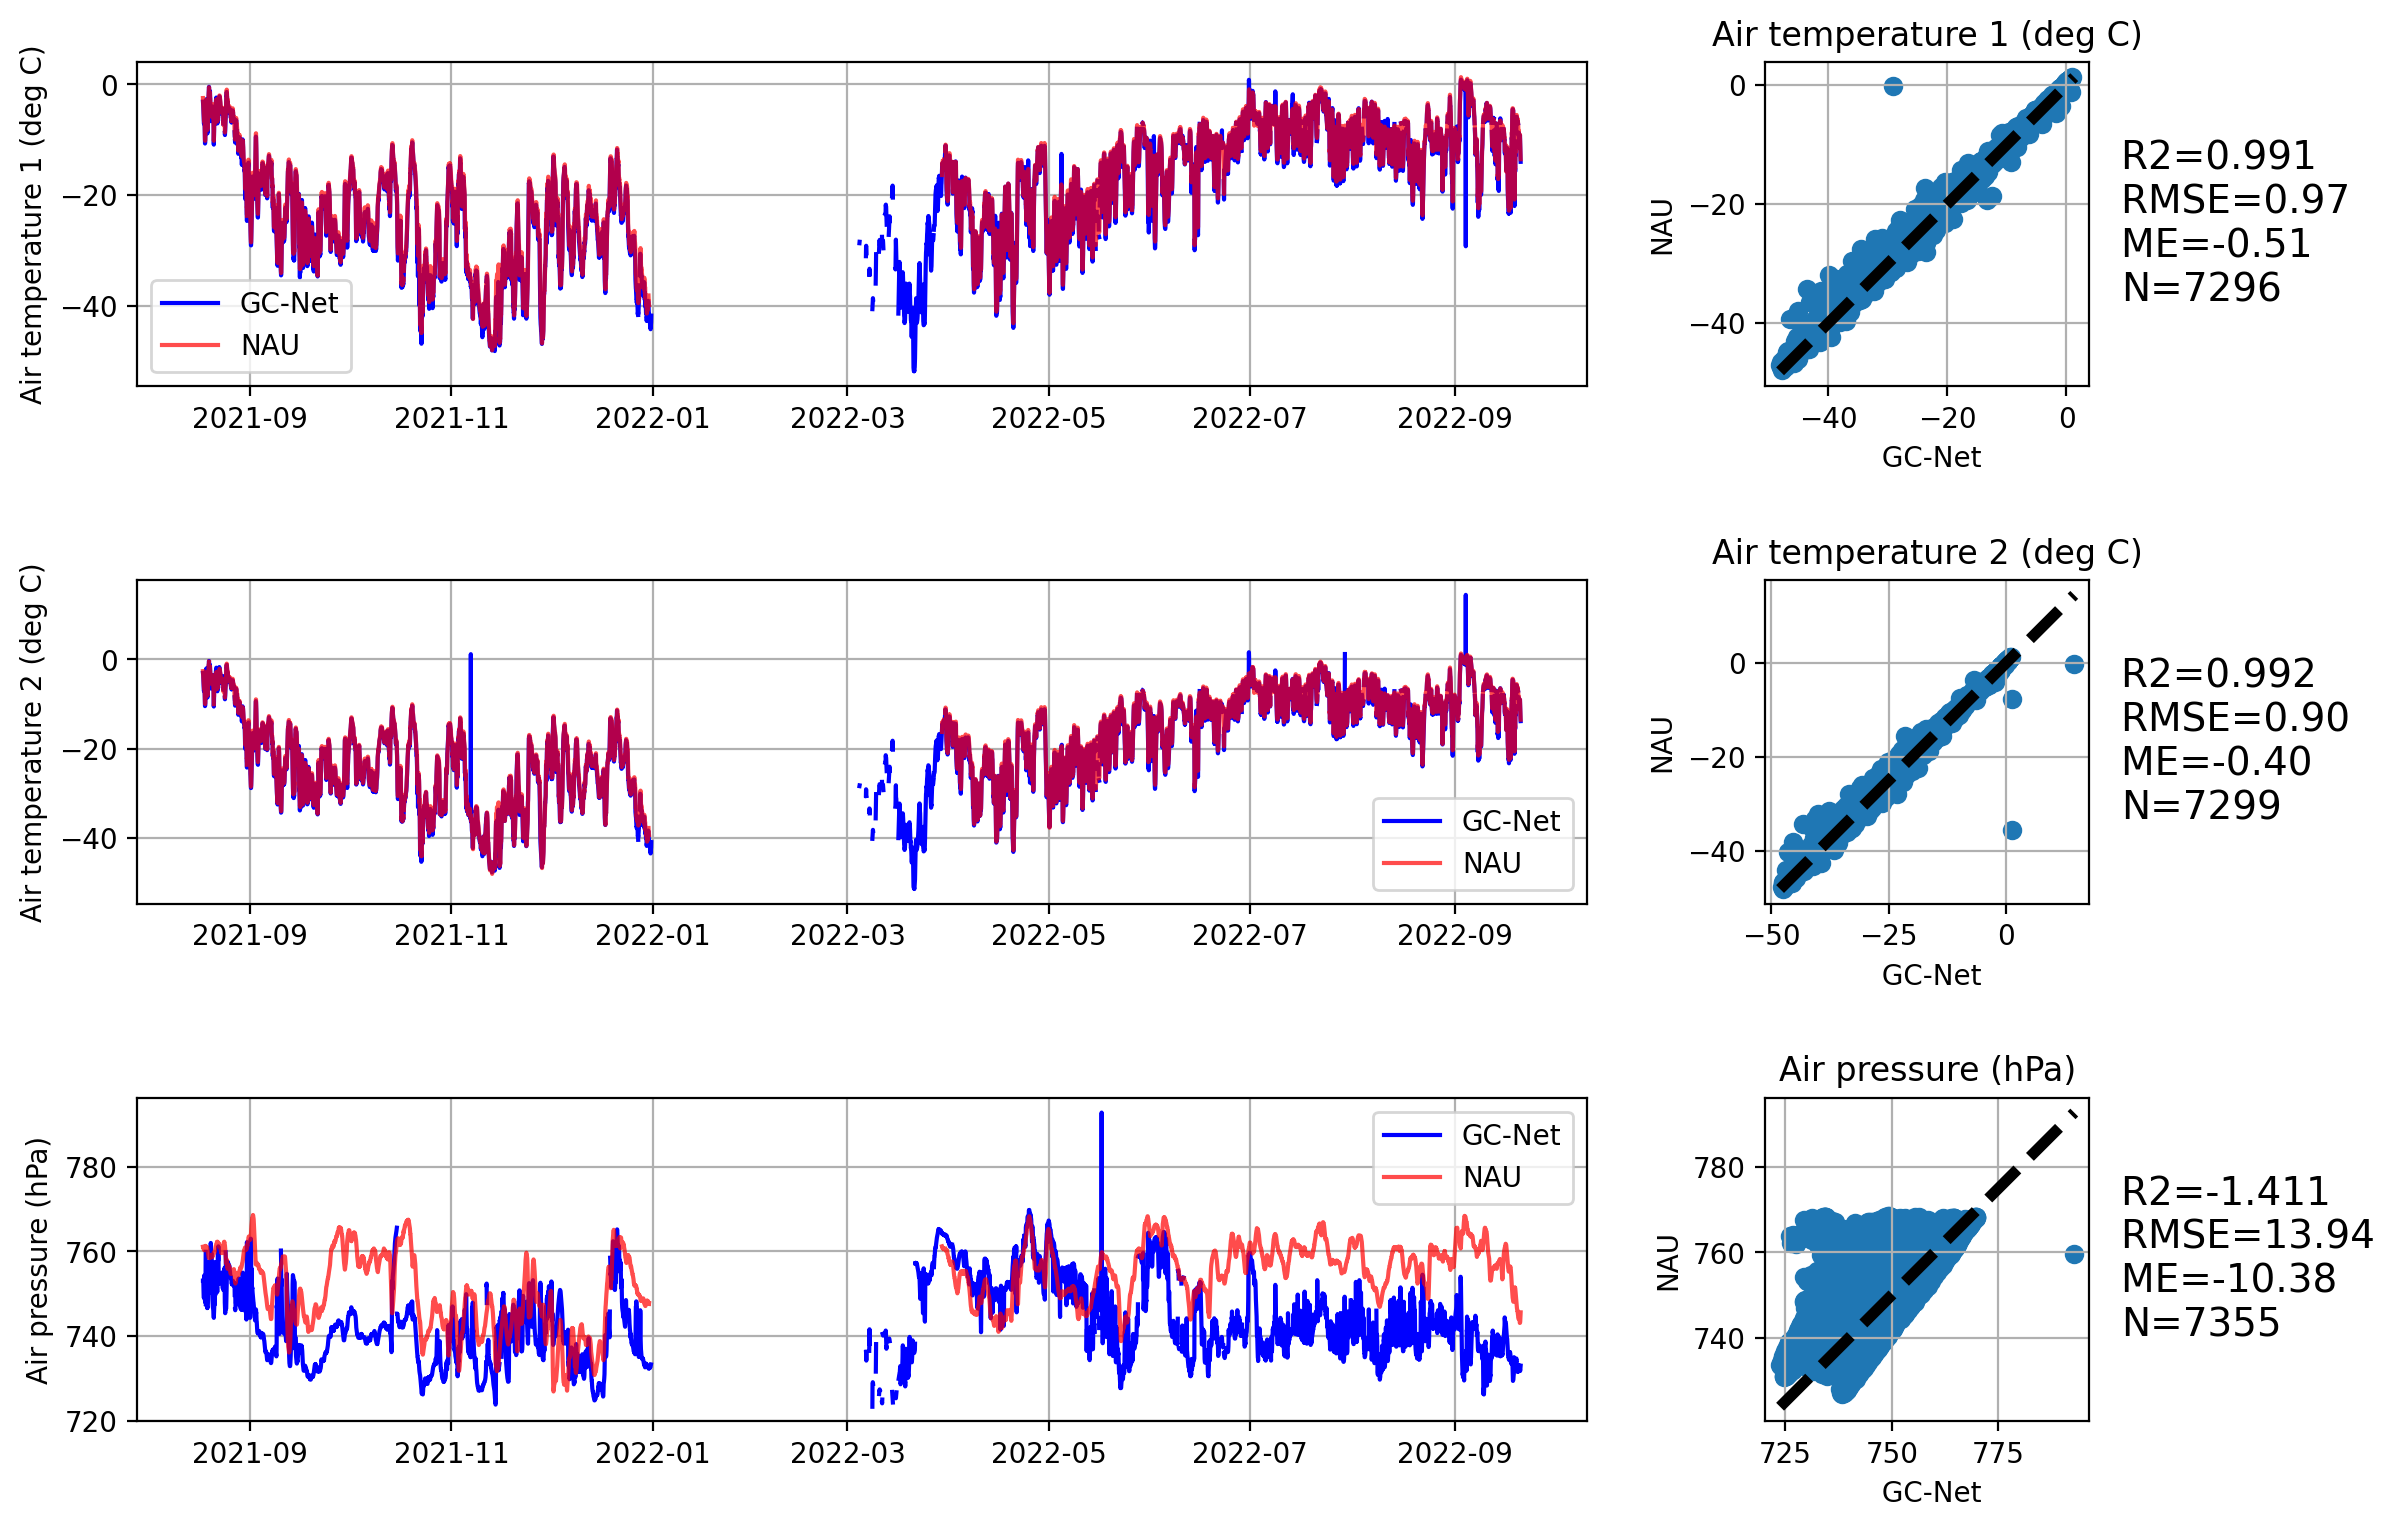 Air temperature 1 (deg C)
0
−20
−40
GC-Net
NAU
2021-09 2021-11 2022-01 2022-03 2022-05 2022-07 2022-09
Air temperature 1 (deg C)
NAU
0
−20
−40
−40 −20 0
GC-Net
R2=0.991
RMSE=0.97
ME=-0.51
N=7296
Air temperature 2 (deg C)
0
−20
−40
GC-Net
NAU
2021-09 2021-11 2022-01 2022-03 2022-05 2022-07 2022-09
Air temperature 2 (deg C)
NAU
0
−20
−40
−50 −25 0
GC-Net
R2=0.992
RMSE=0.90
ME=-0.40
N=7299
Air pressure (hPa)
780
760
740
720
GC-Net
NAU
2021-09 2021-11 2022-01 2022-03 2022-05 2022-07 2022-09
Air pressure (hPa)
NAU
780
760
740
725 750 775
GC-Net
R2=-1.411
RMSE=13.94
ME=-10.38
N=7355